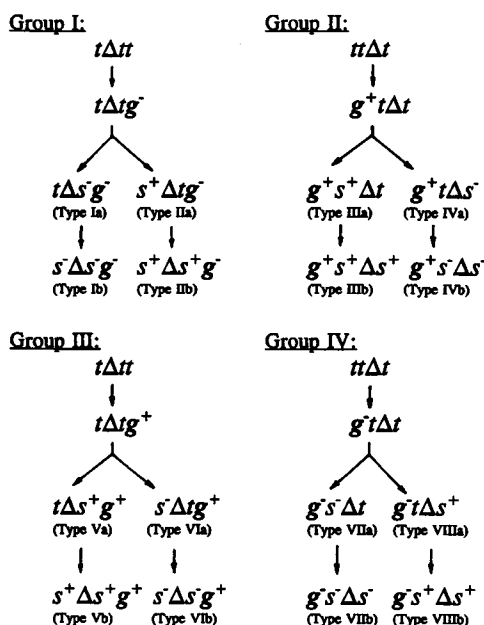 Group I:
tΔtt
tΔtg⁻
tΔs⁻g⁻ s⁺Δtg⁻
(Type Ia) (Type IIa)
s⁻Δs⁻g⁻ s⁺Δs⁺g⁻
(Type Ib) (Type IIb)
Group II:
ttΔt
g⁺tΔt
g⁺s⁺Δt g⁺tΔs⁻
(Type IIIa) (Type IVa)
g⁺s⁺Δs⁺ g⁺s⁻Δs⁻
(Type IIIb) (Type IVb)
Group III:
tΔtt
tΔtg⁺
tΔs⁺g⁺ s⁻Δtg⁺
(Type Va) (Type VIa)
s⁺Δs⁺g⁺ s⁻Δs⁻g⁺
(Type Vb) (Type VIb)
Group IV:
ttΔt
g⁻tΔt
g⁻s⁻Δt g⁻tΔs⁺
(Type VIIa) (Type VIIIa)
g⁻s⁻Δs⁻ g⁻s⁺Δs⁺
(Type VIIb) (Type VIIIb)